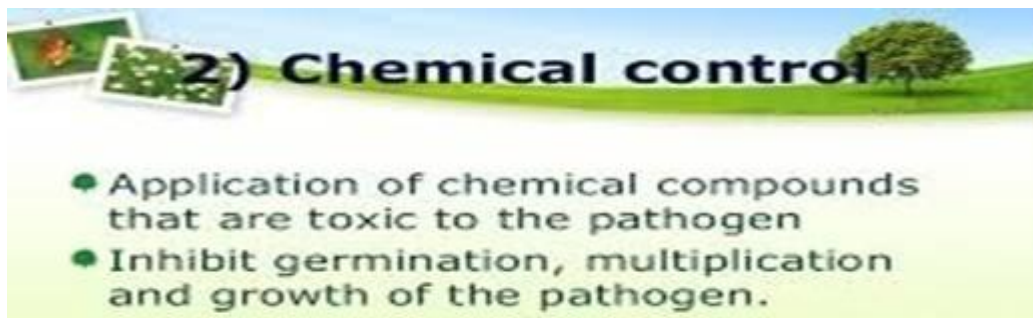 2) Chemical control
Application of chemical compounds
that are toxic to the pathogen
Inhibit germination, multiplication
and growth of the pathogen.